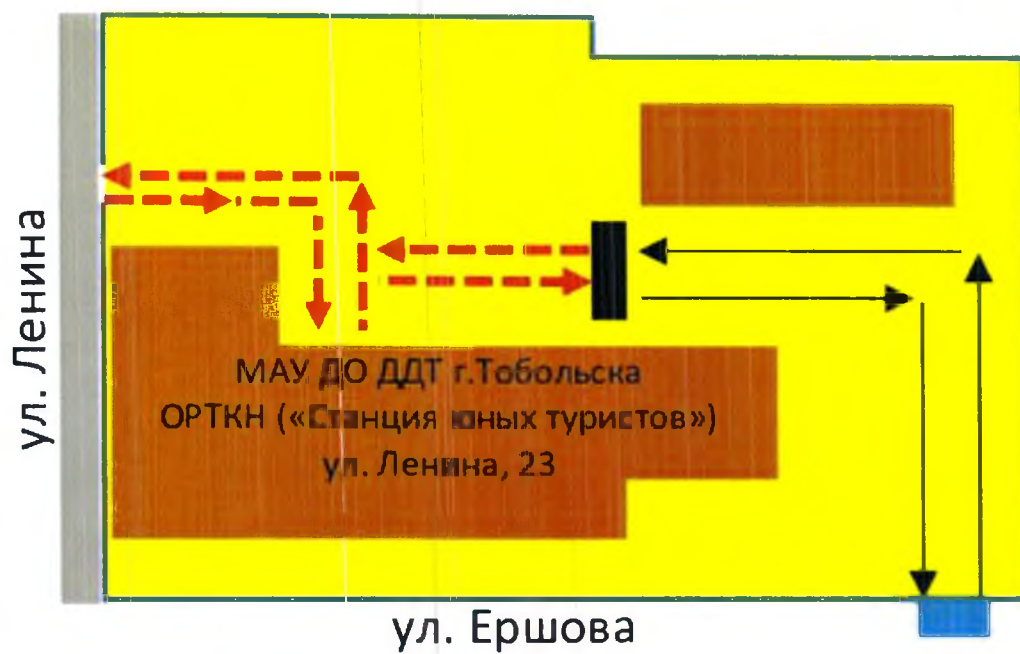 ул. Ленина
МАУ ДО ДДТ г.Тобольска
ОРТКН («Станция юных туристов»)
ул. Ленина, 23
ул. Ершова